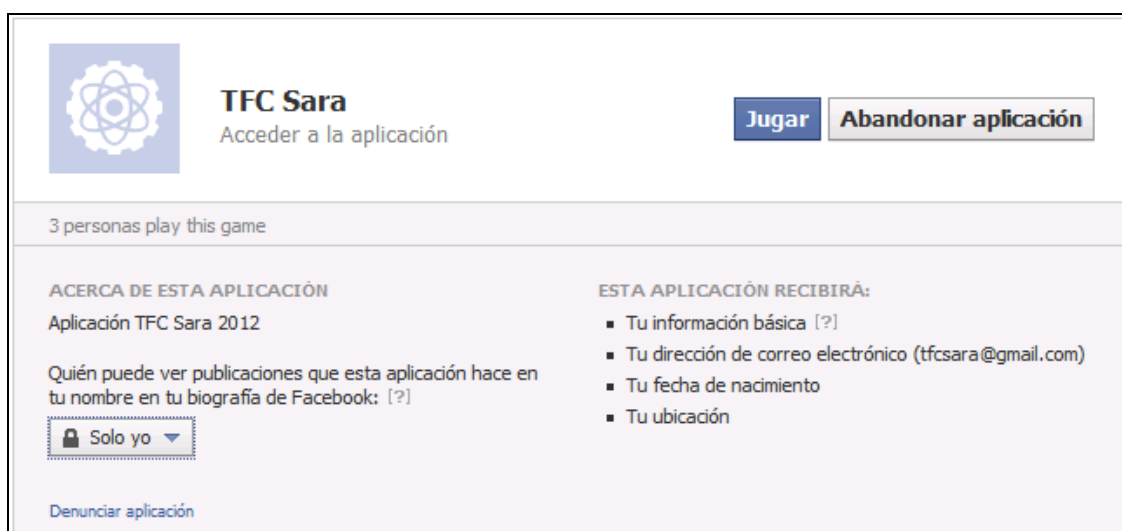 TFC Sara
Acceder a la aplicación
Jugar
Abandonar aplicación
3 personas play this game
ACERCA DE ESTA APLICACIÓN
Aplicación TFC Sara 2012
Quién puede ver publicaciones que esta aplicación hace en
tu nombre en tu biografía de Facebook: [?]
Solo yo
Denunciar aplicación
ESTA APLICACIÓN RECIBIRÁ:
Tu información básica [?]
Tu dirección de correo electrónico (tfcsara@gmail.com)
Tu fecha de nacimiento
Tu ubicación